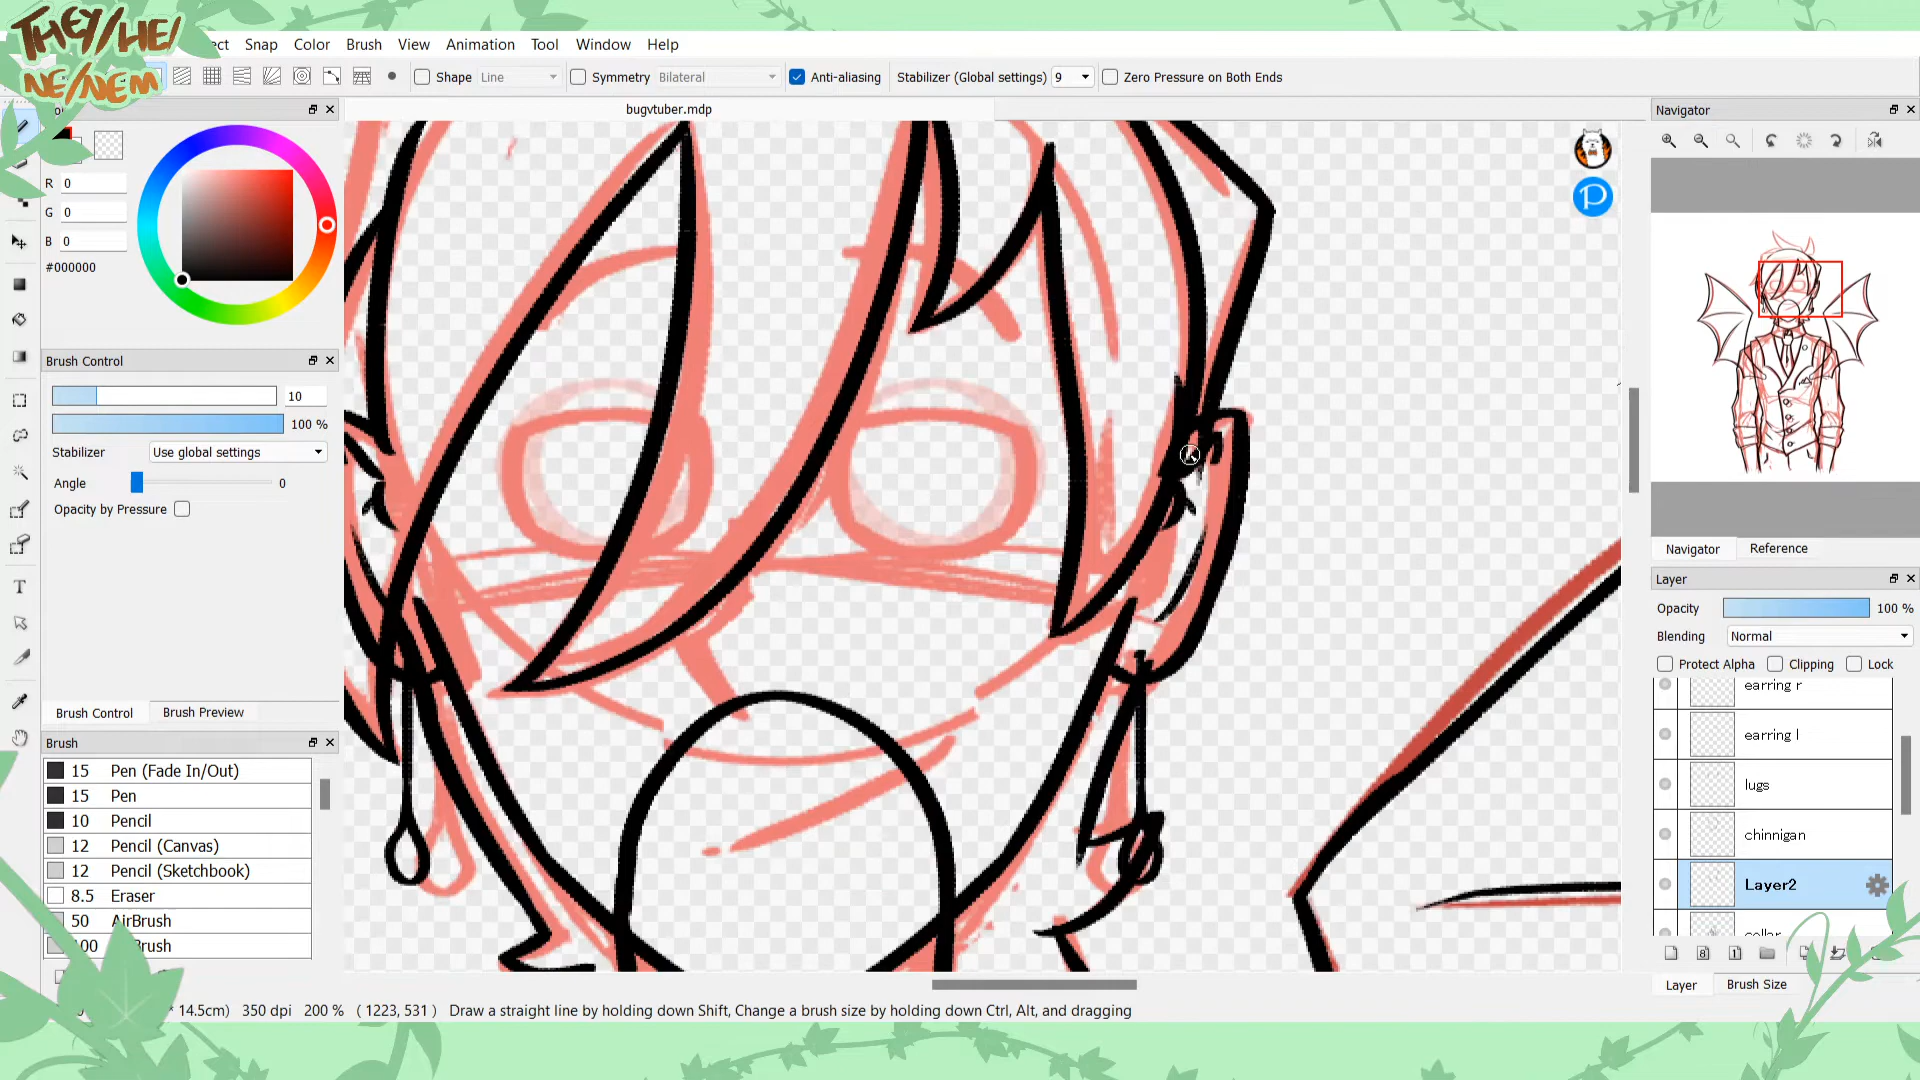 THEY/HE/
NE/NEM
ect Snap Color Brush View Animation Tool Window Help
Shape Line Symmetry Bilateral Anti-aliasing Stabilizer (Global settings) 9 Zero Pressure on Both Ends
bugvtuber.mdp
R 0
G 0
B 0
#000000
Brush Control
10
100 %
Stabilizer Use global settings
Angle 0
Opacity by Pressure
Brush Control Brush Preview
Brush
15 Pen (Fade In/Out)
15 Pen
10 Pencil
12 Pencil (Canvas)
12 Pencil (Sketchbook)
8.5 Eraser
50 AirBrush
100 Brush
* 14.5cm) 350 dpi 200 % ( 1223, 531 ) Draw a straight line by holding down Shift, Change a brush size by holding down Ctrl, Alt, and dragging
P
Navigator
Navigator Reference
Layer
Opacity 100 %
Blending Normal
Protect Alpha Clipping Lock
earring r
earring l
lugs
chinnigan
Layer2
collar
8 1
Layer Brush Size